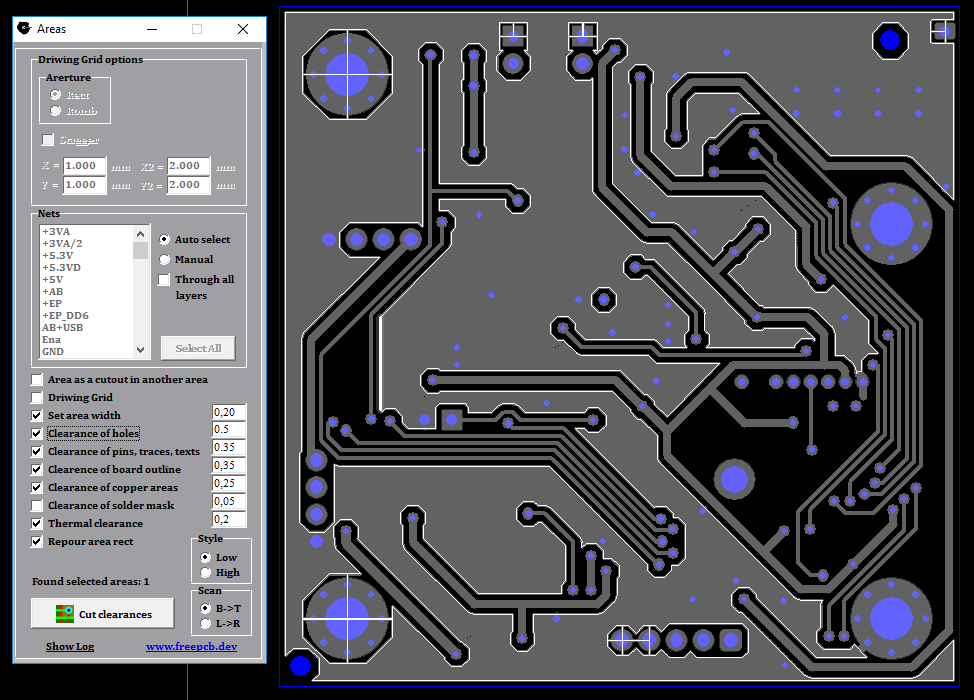 Areas
Driwing Grid options
Arerture
Rect
Romb
Stagger
X = 1.000 mm X2 = 2.000 mm
Y = 1.000 mm Y2 = 2.000 mm
Nets
+3VA
+3VA/2
+5.3V
+5.3VD
+5V
+AB
+EP
+EP_DD6
AB+USB
Ena
GND
Auto select
Manual
Through all
layers
Select All
Area as a cutout in another area
Driwing Grid
Set area width 0,20
Clearance of holes 0.5
Clearance of pins, traces, texts 0.35
Clearence of board outline 0,35
Clearance of copper areas 0,25
Clearance of solder mask 0,05
Thermal clearance 0,2
Repour area rect
Style
Low
High
Found selected areas: 1
Scan
B->T
L->R
Cut clearances
Show Log
www.freepcb.dev